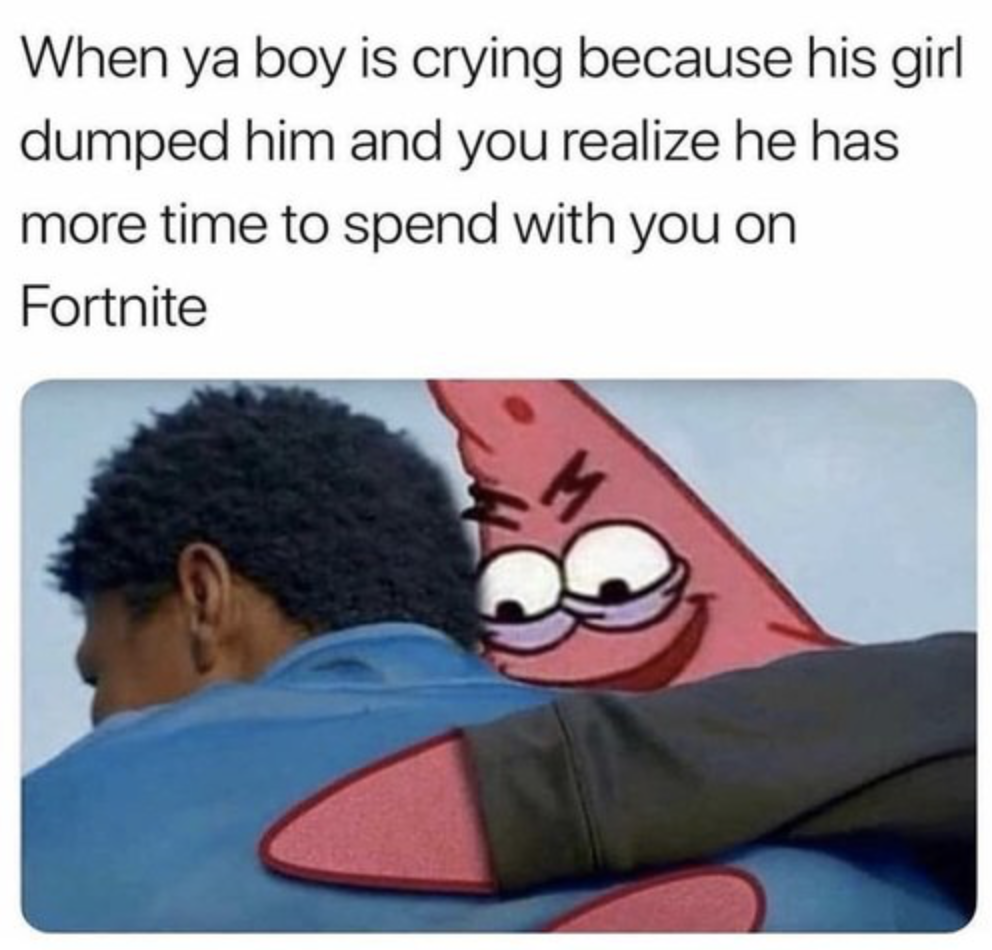 When ya boy is crying because his girl
dumped him and you realize he has
more time to spend with you on
Fortnite